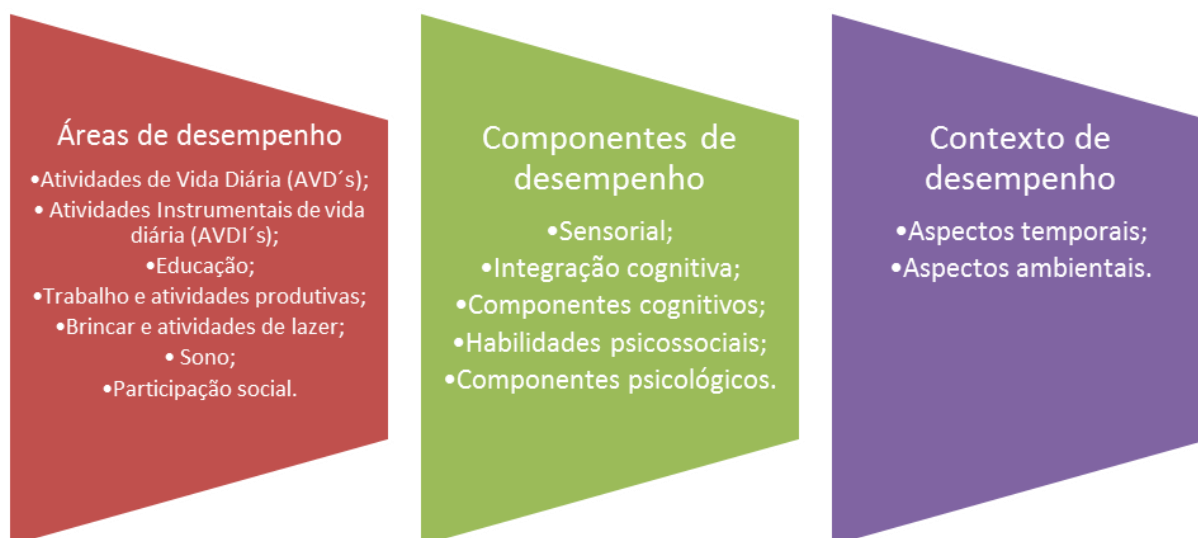 Áreas de desempenho
•Atividades de Vida Diária (AVD´s);
• Atividades Instrumentais de vida
diária (AVDI´s);
•Educação;
•Trabalho e atividades produtivas;
•Brincar e atividades de lazer;
• Sono;
•Participação social.
Componentes de
desempenho
•Sensorial;
•Integração cognitiva;
•Componentes cognitivos;
•Habilidades psicossociais;
•Componentes psicológicos.
Contexto de
desempenho
•Aspectos temporais;
•Aspectos ambientais.